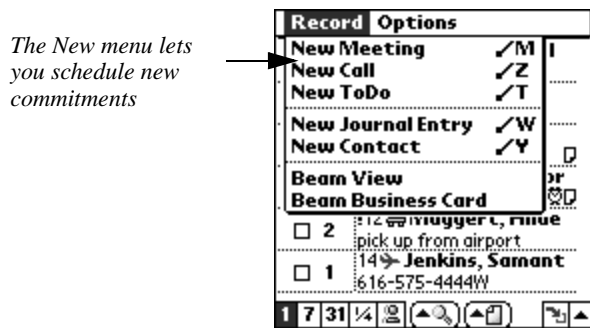 The New menu lets
you schedule new
commitments
Record Options
New Meeting /M
New Call /Z
New ToDo /T
New Journal Entry /W
New Contact /Y
Beam View
Beam Business Card
2
pick up from airport
1 14 Jenkins, Samant
616-575-4444W
1 7 31 1/4